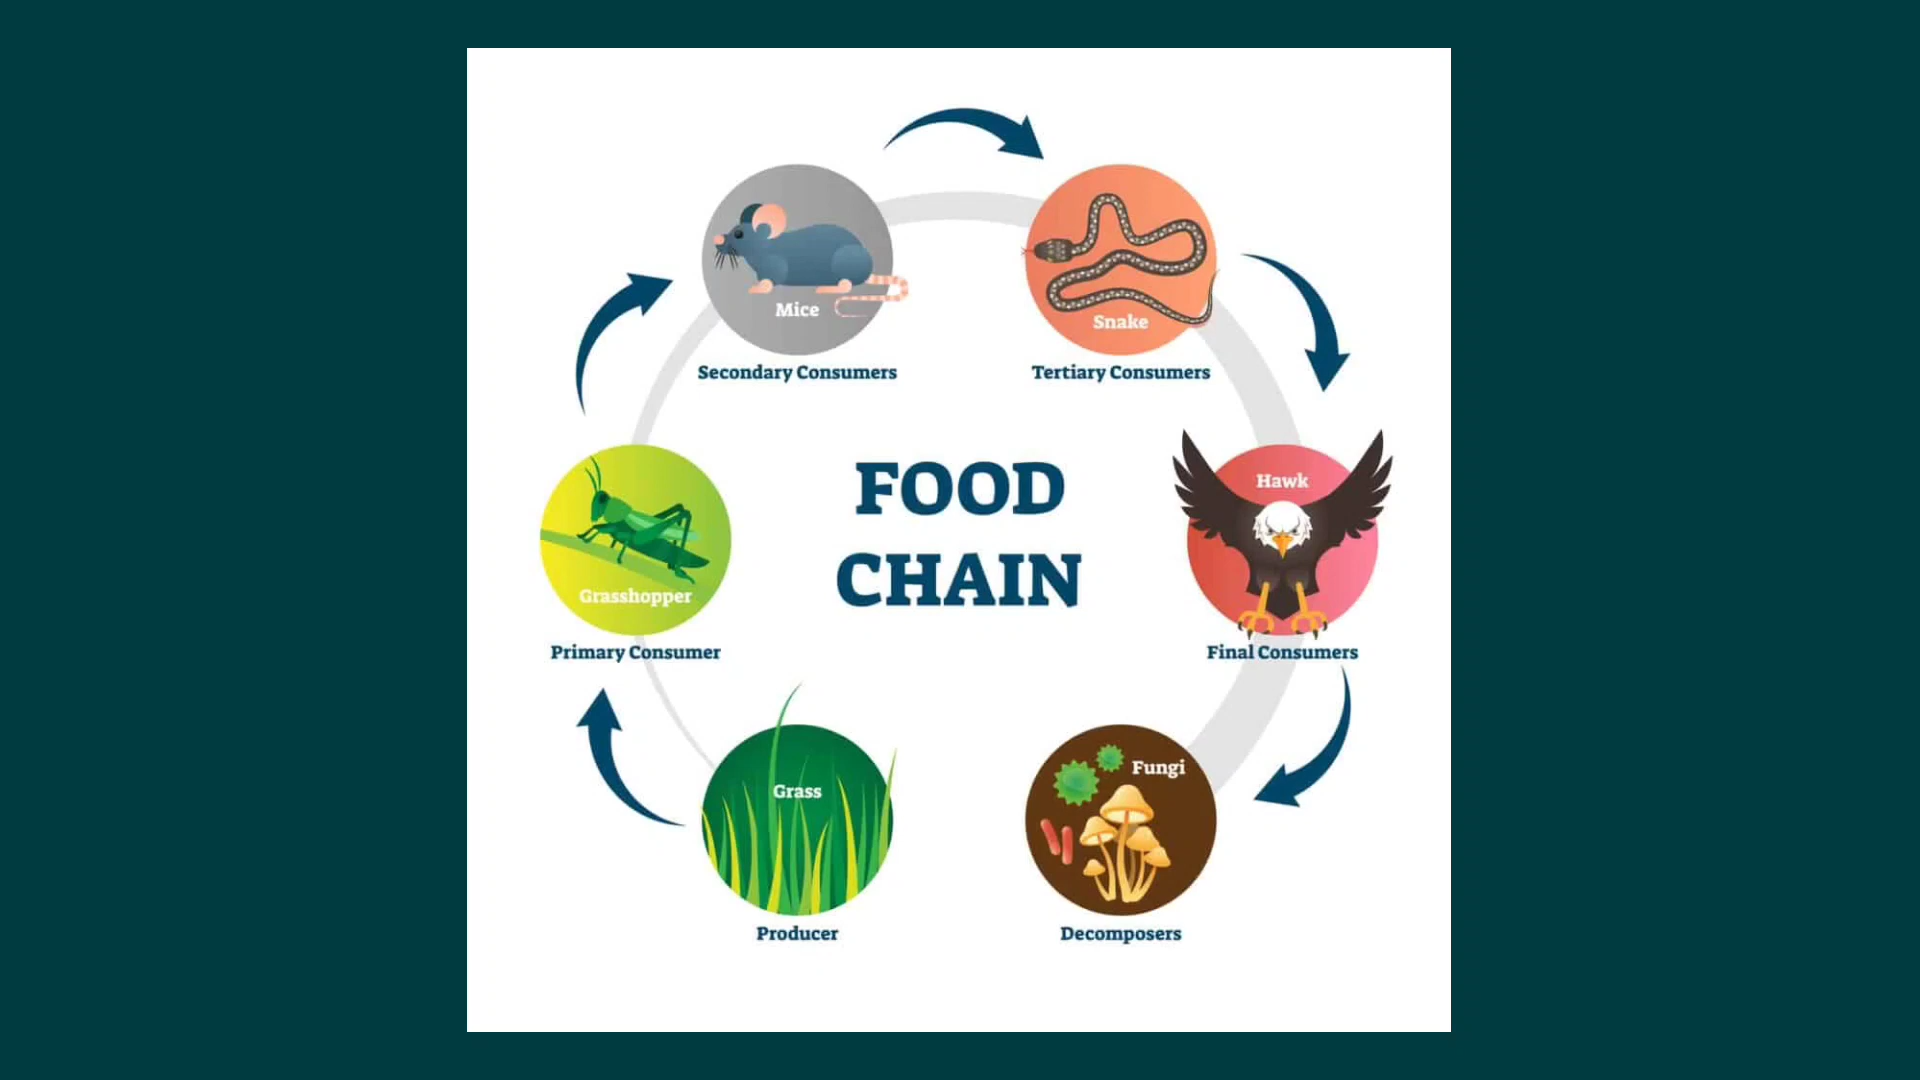 Mice
Secondary Consumers
Snake
Tertiary Consumers
FOOD
CHAIN
Grasshopper
Primary Consumer
Hawk
Final Consumers
Grass
Producer
Fungi
Decomposers